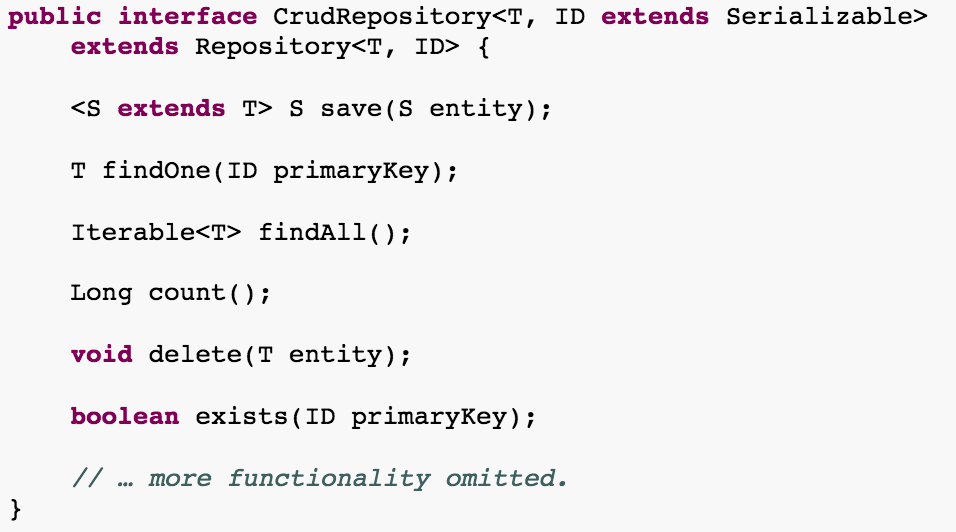 public interface CrudRepository<T, ID extends Serializable>
    extends Repository<T, ID> {

    <S extends T> S save(S entity);

    T findOne(ID primaryKey);

    Iterable<T> findAll();

    Long count();

    void delete(T entity);

    boolean exists(ID primaryKey);

    // … more functionality omitted.
}